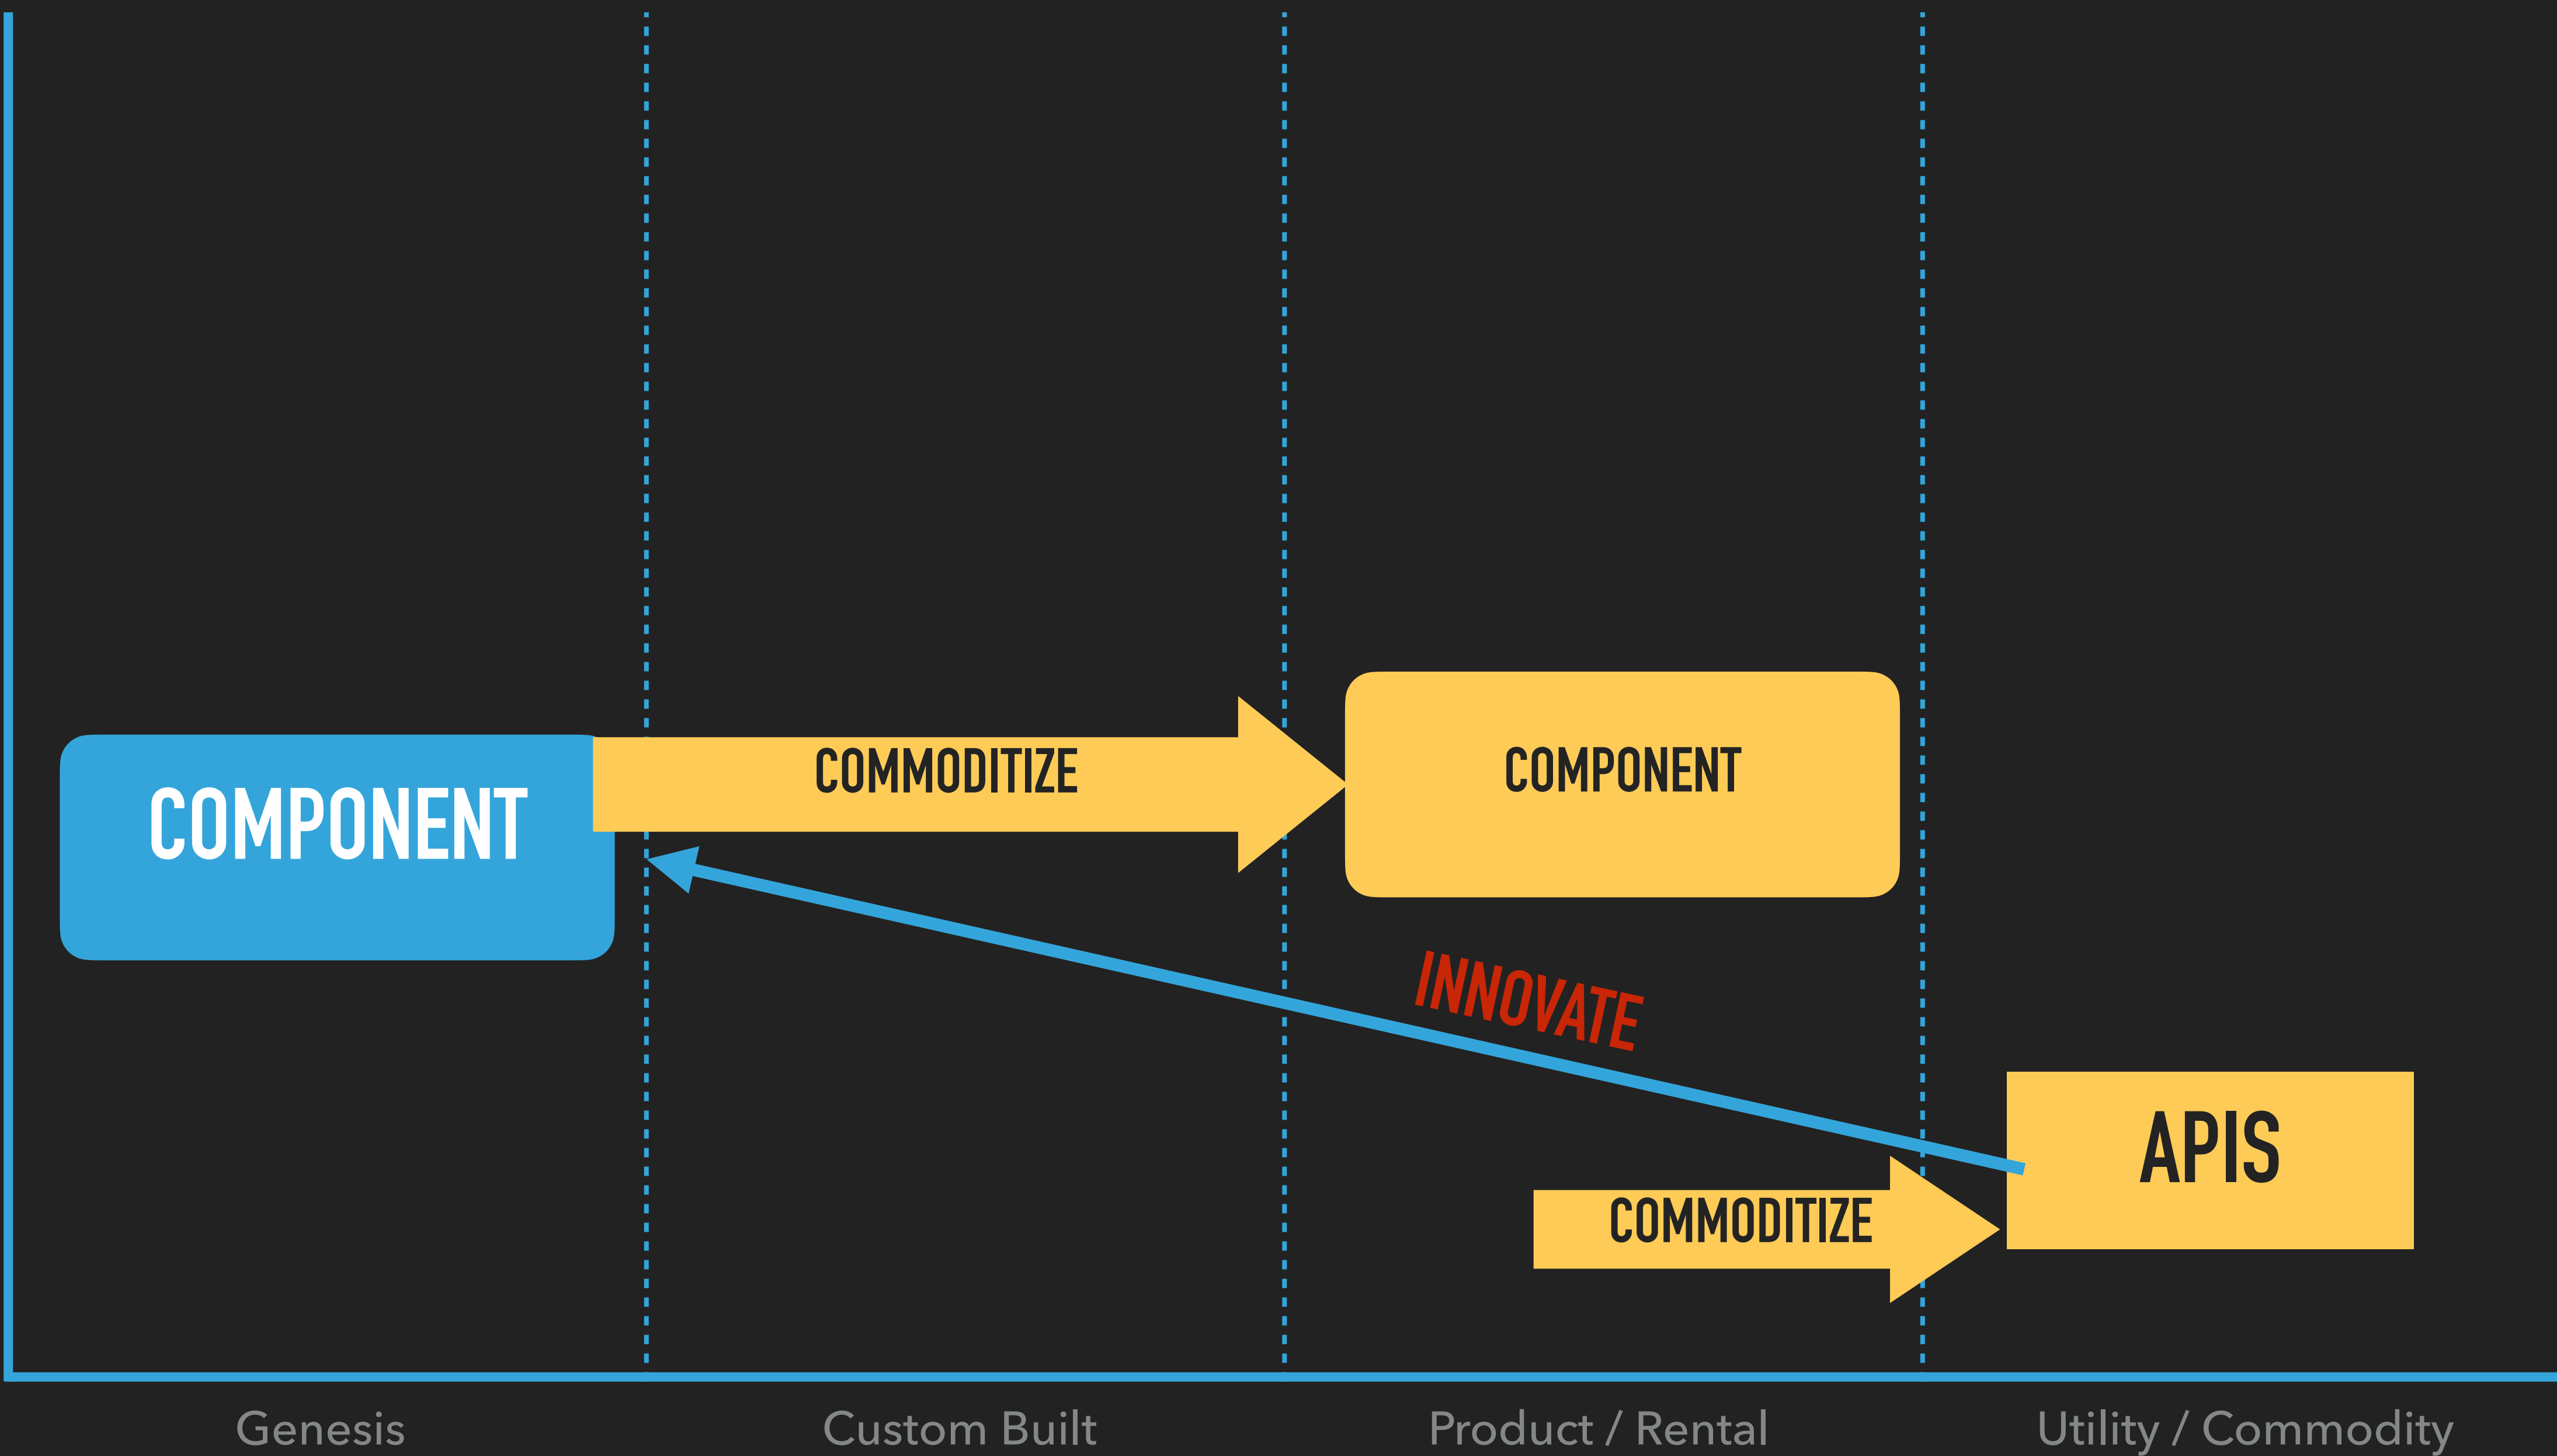 COMPONENT
COMMODITIZE
COMPONENT
INNOVATE
APIS
COMMODITIZE
Genesis
Custom Built
Product / Rental
Utility / Commodity